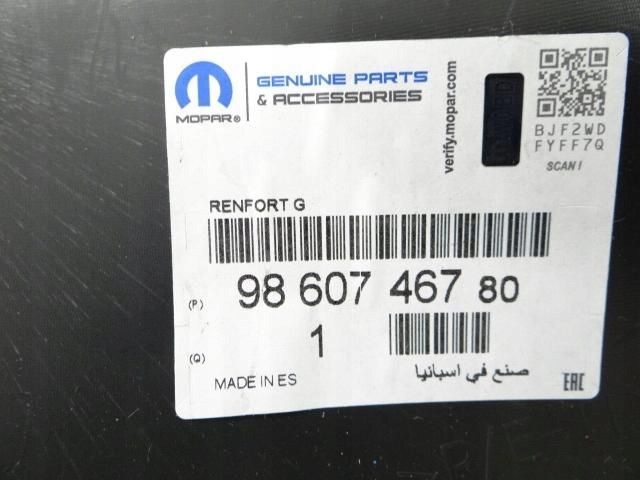 MOPAR®
GENUINE PARTS
& ACCESSORIES
verify.mopar.com
BJF2WD
FYFF7Q
SCAN!
RENFORT G
(P) 98 607 467 80
(Q) 1
MADE IN ES
صنع في اسبانيا
EAC